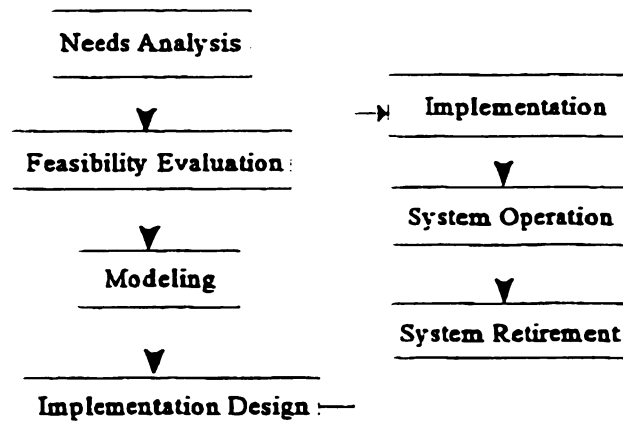 Needs Analysis
Feasibility Evaluation
Modeling
Implementation Design
Implementation
System Operation
System Retirement